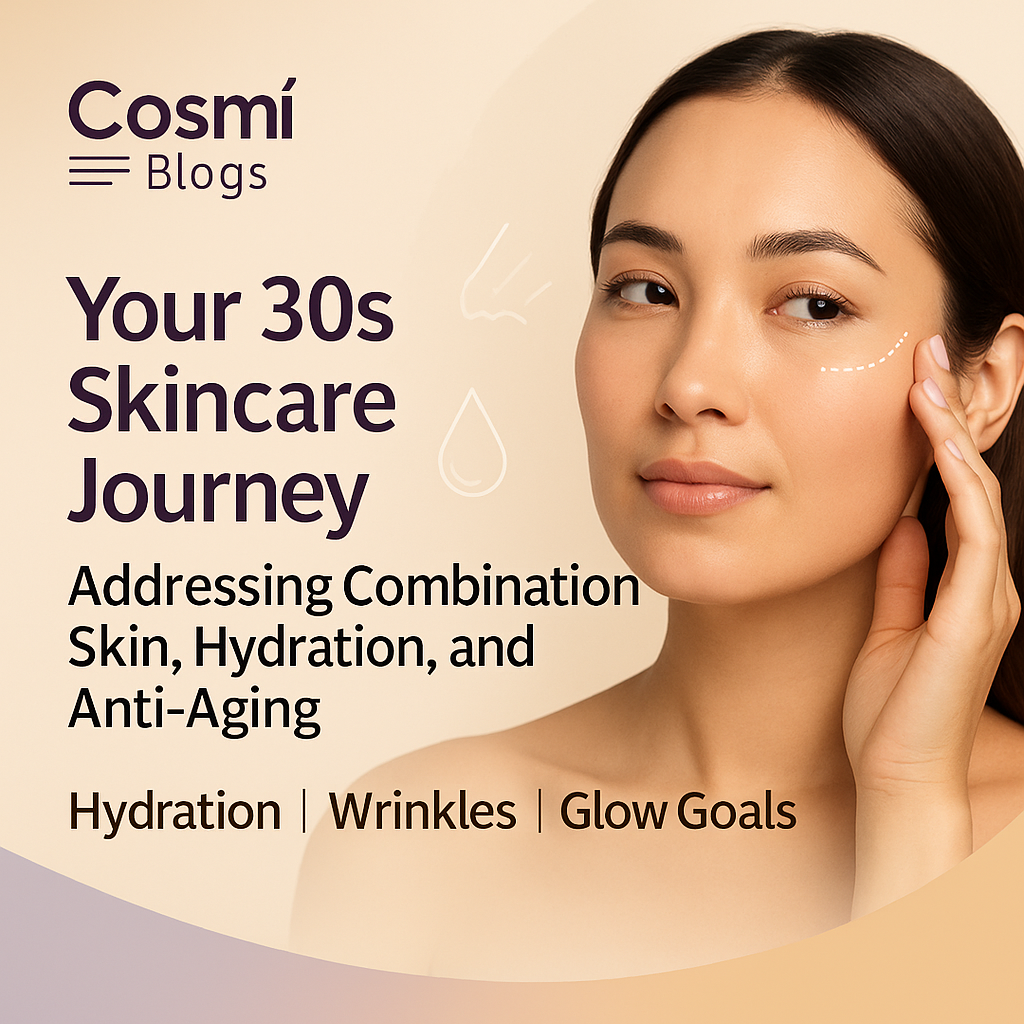 Cosmí
Blogs
Your 30s
Skincare
Journey
Addressing Combination
Skin, Hydration, and
Anti-Aging
Hydration | Wrinkles | Glow Goals